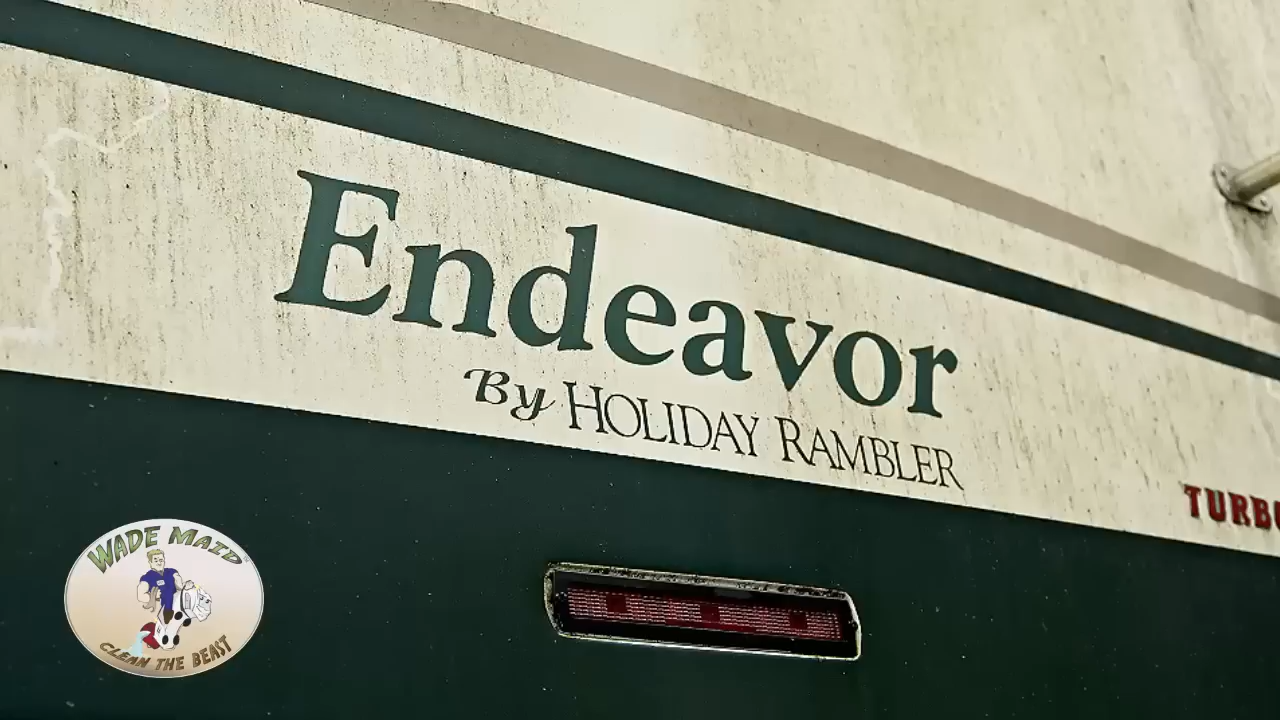 Endeavor
By HOLIDAY RAMBLER
TURBO
WADE MAID
CLEAN THE BEAST